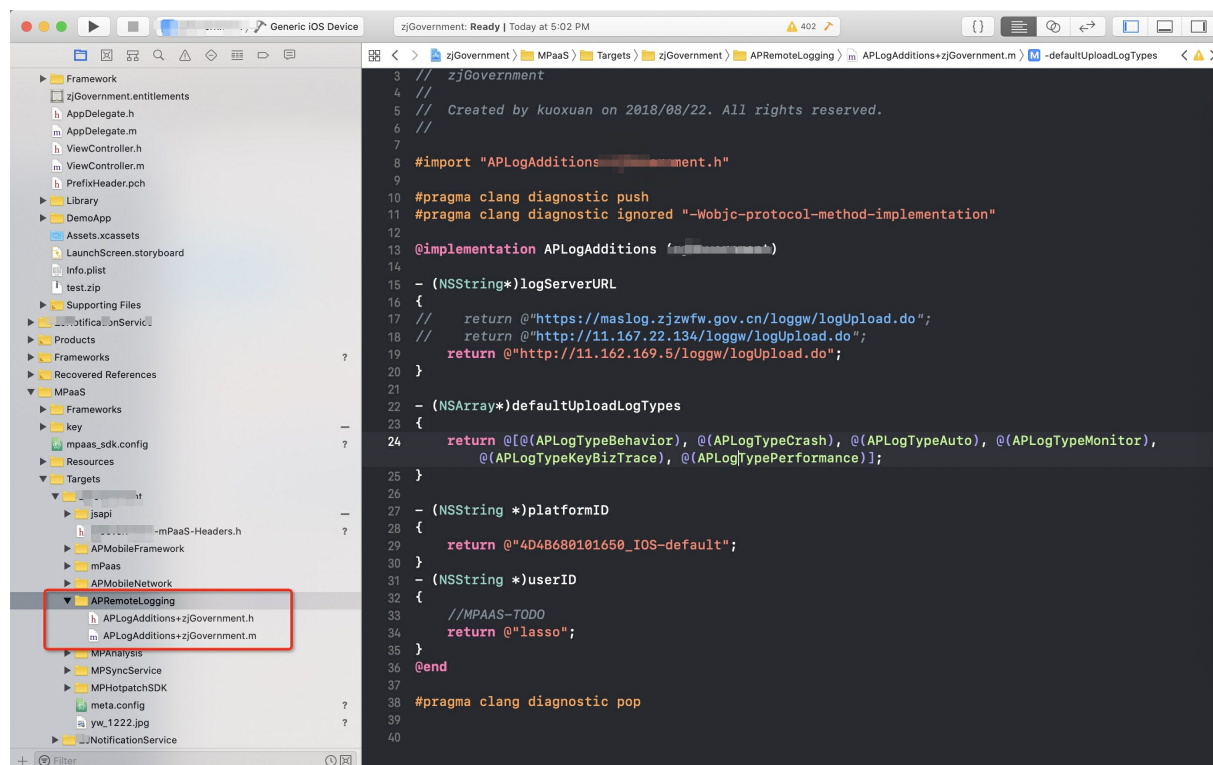 Generic iOS Device
zjGovernment: Ready | Today at 5:02 PM
402
zjGovernment 〉 MPaaS 〉 Targets 〉 zjGovernment 〉 APRemoteLogging 〉 APLogAdditions+zjGovernment.m 〉 M -defaultUploadLogTypes
Framework
zjGovernment.entitlements
h AppDelegate.h
m AppDelegate.m
h ViewController.h
m ViewController.m
h PrefixHeader.pch
Library
DemoApp
Assets.xcassets
LaunchScreen.storyboard
Info.plist
test.zip
Supporting Files
Products
Frameworks ?
Recovered References
MPaaS
Frameworks
key –
mpaas_sdk.config ?
Resources
Targets
jsapi –
h -mPaaS-Headers.h ?
APMobileFramework
mPaas
APMobileNetwork
APRemoteLogging
h APLogAdditions+zjGovernment.h
m APLogAdditions+zjGovernment.m
MPAnalysis
MPSyncService
MPHotpatchSDK
meta.config ?
yw_1222.jpg ?
NotificationService
Filter
3 // zjGovernment
4 //
5 // Created by kuoxuan on 2018/08/22. All rights reserved.
6 //
7
8 #import "APLogAdditions ment.h"
9
10 #pragma clang diagnostic push
11 #pragma clang diagnostic ignored "-Wobjc-protocol-method-implementation"
12
13 @implementation APLogAdditions ( )
14
15 - (NSString*)logServerURL
16 {
17 // return @"https://maslog.zjzwfw.gov.cn/loggw/logUpload.do";
18 // return @"http://11.167.22.134/loggw/logUpload.do";
19 return @"http://11.162.169.5/loggw/logUpload.do";
20 }
21
22 - (NSArray*)defaultUploadLogTypes
23 {
24 return @[@(APLogTypeBehavior), @(APLogTypeCrash), @(APLogTypeAuto), @(APLogTypeMonitor),
@(APLogTypeKeyBizTrace), @(APLogTypePerformance)];
25 }
26
27 - (NSString *)platformID
28 {
29 return @"4D4B680101650_IOS-default";
30 }
31 - (NSString *)userID
32 {
33 //MPAAS-TODO
34 return @"lasso";
35 }
36 @end
37
38 #pragma clang diagnostic pop
39
40